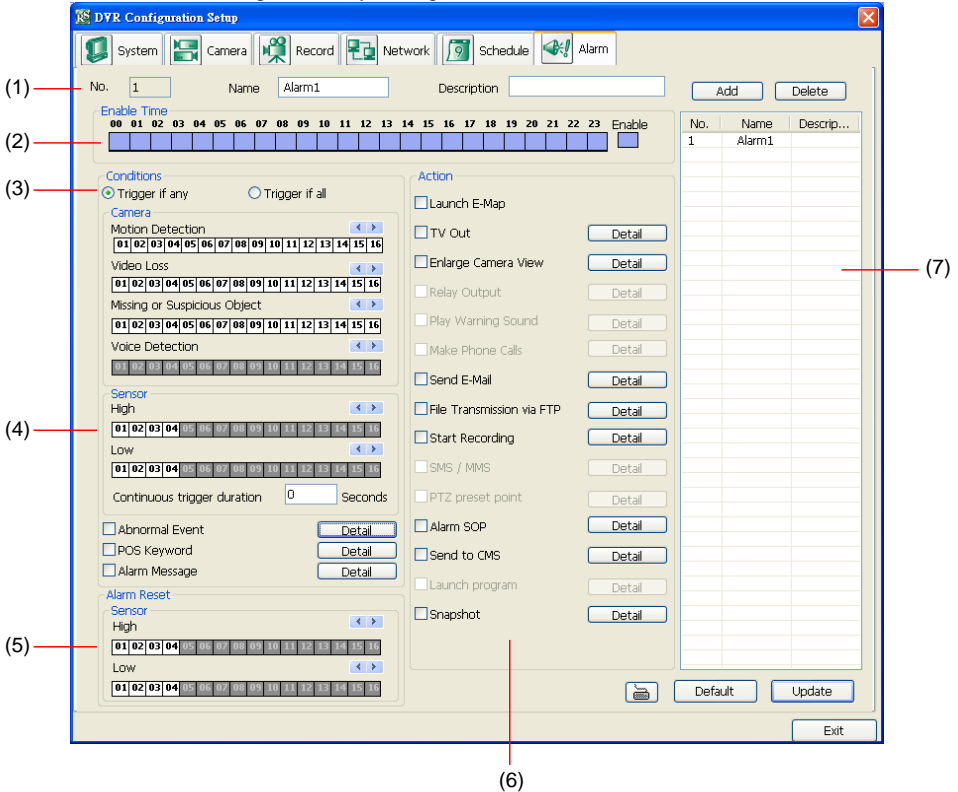 DVR Configuration Setup
System Camera Record Network Schedule Alarm
(1) No. 1 Name Alarm1 Description Add Delete
Enable Time
00 01 02 03 04 05 06 07 08 09 10 11 12 13 14 15 16 17 18 19 20 21 22 23 Enable
(2)
No. Name Descrip...
1 Alarm1
Conditions
(3) Trigger if any Trigger if all
Camera
Motion Detection
01 02 03 04 05 06 07 08 09 10 11 12 13 14 15 16
Video Loss
01 02 03 04 05 06 07 08 09 10 11 12 13 14 15 16
Missing or Suspicious Object
01 02 03 04 05 06 07 08 09 10 11 12 13 14 15 16
Voice Detection
01 02 03 04 05 06 07 08 09 10 11 12 13 14 15 16
Sensor
High
(4) 01 02 03 04 05 06 07 08 09 10 11 12 13 14 15 16
Low
01 02 03 04 05 06 07 08 09 10 11 12 13 14 15 16
Continuous trigger duration 0 Seconds
Abnormal Event Detail
POS Keyword Detail
Alarm Message Detail
Alarm Reset
Sensor
High
(5) 01 02 03 04 05 06 07 08 09 10 11 12 13 14 15 16
Low
01 02 03 04 05 06 07 08 09 10 11 12 13 14 15 16
Action
Launch E-Map
TV Out Detail
Enlarge Camera View Detail
Relay Output Detail
Play Warning Sound Detail
Make Phone Calls Detail
Send E-Mail Detail
File Transmission via FTP Detail
Start Recording Detail
SMS / MMS Detail
PTZ preset point Detail
Alarm SOP Detail
Send to CMS Detail
Launch program Detail
Snapshot Detail
(7)
Default Update
Exit
(6)